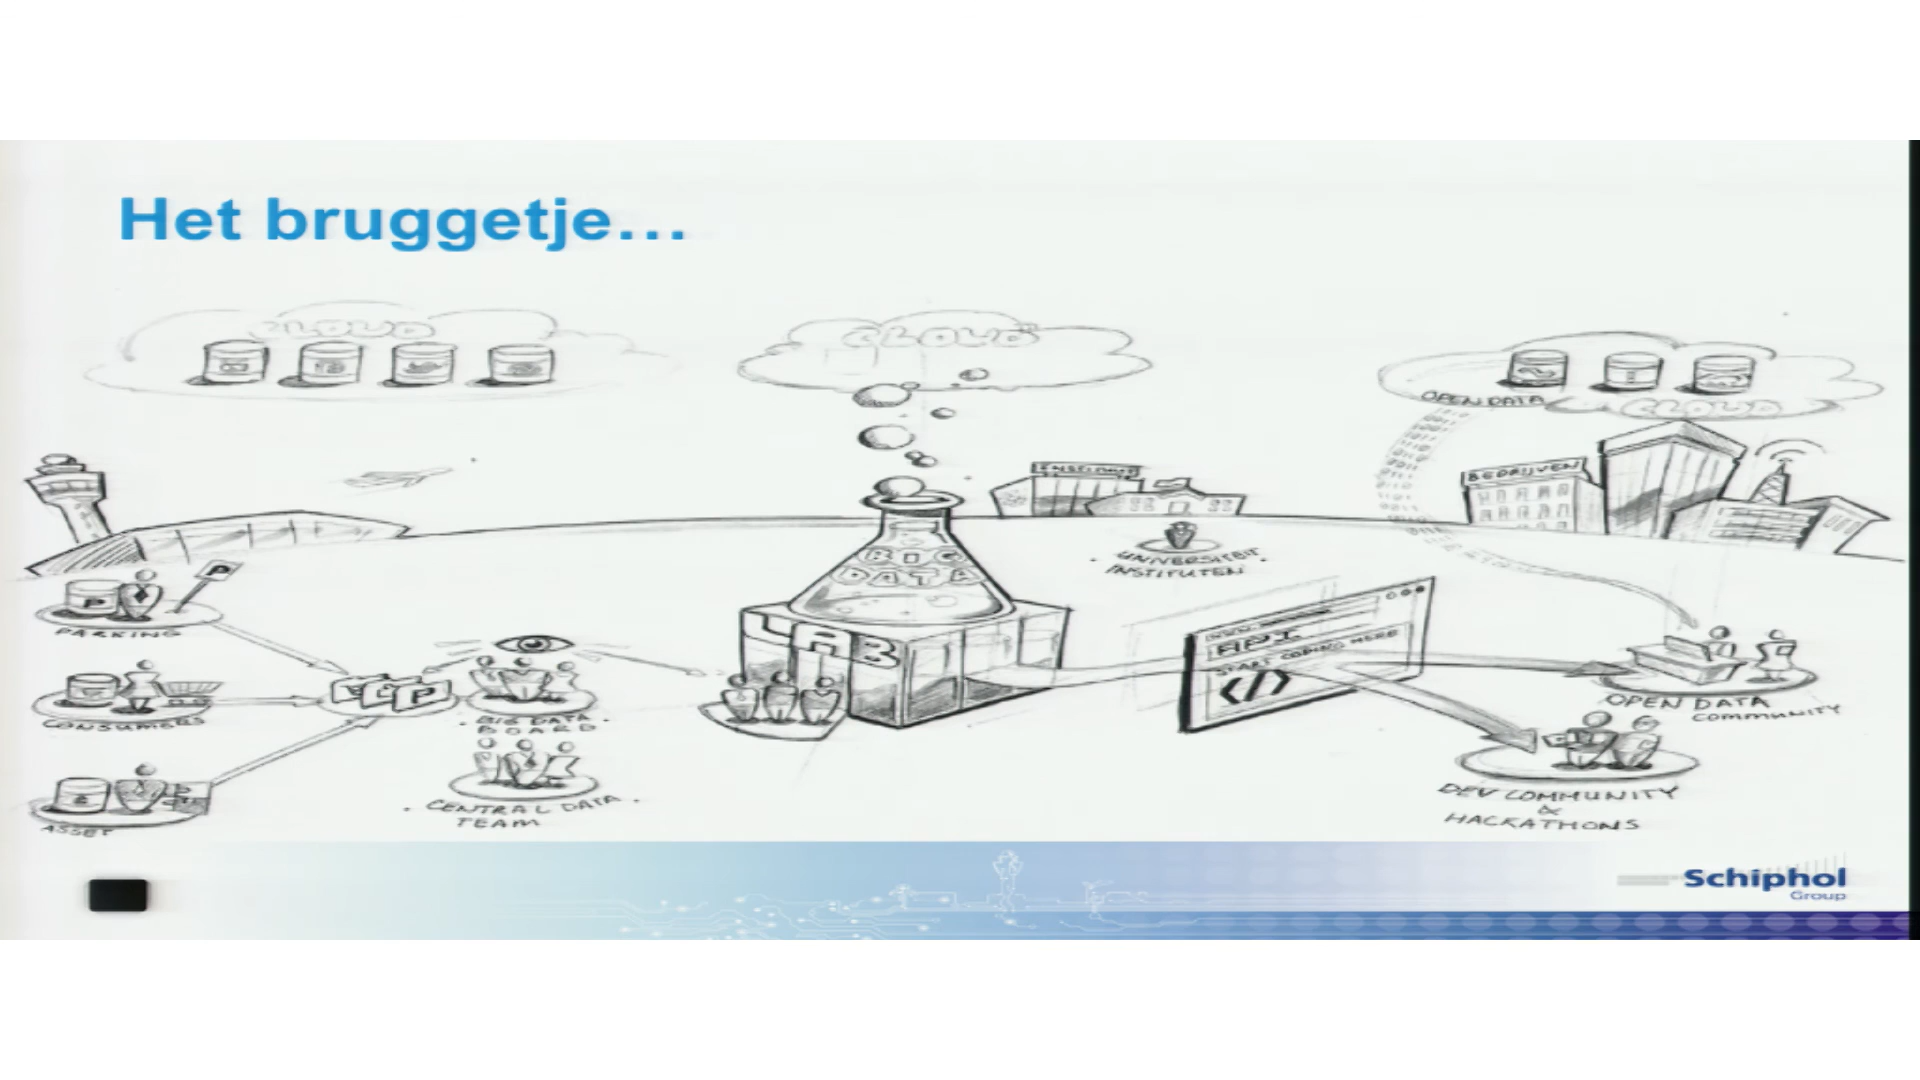 Het bruggetje...
CLOUD
CLOUD
OPEN DATA
CLOUD
BEDRIJVEN
BIG
DATA
UNIVERSITEIT
INSTITUTEN
P
P
PARKING
LAB
API
START CODING HERE
</>
CONSUMERS
BIG DATA
BOARD
OPEN DATA
COMMUNITY
ASSET
CENTRAL DATA
TEAM
DEV COMMUNITY
&
HACKATHONS
Schiphol
Group